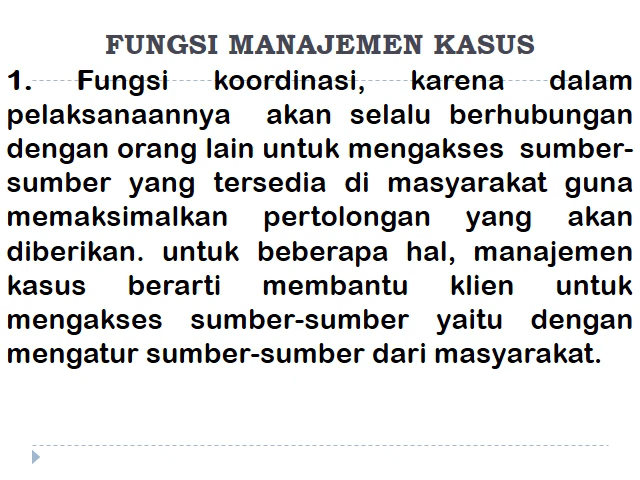 FUNGSI MANAJEMEN KASUS
1. Fungsi koordinasi, karena dalam
pelaksanaannya akan selalu berhubungan
dengan orang lain untuk mengakses sumber-
sumber yang tersedia di masyarakat guna
memaksimalkan pertolongan yang akan
diberikan. untuk beberapa hal, manajemen
kasus berarti membantu klien untuk
mengakses sumber-sumber yaitu dengan
mengatur sumber-sumber dari masyarakat.